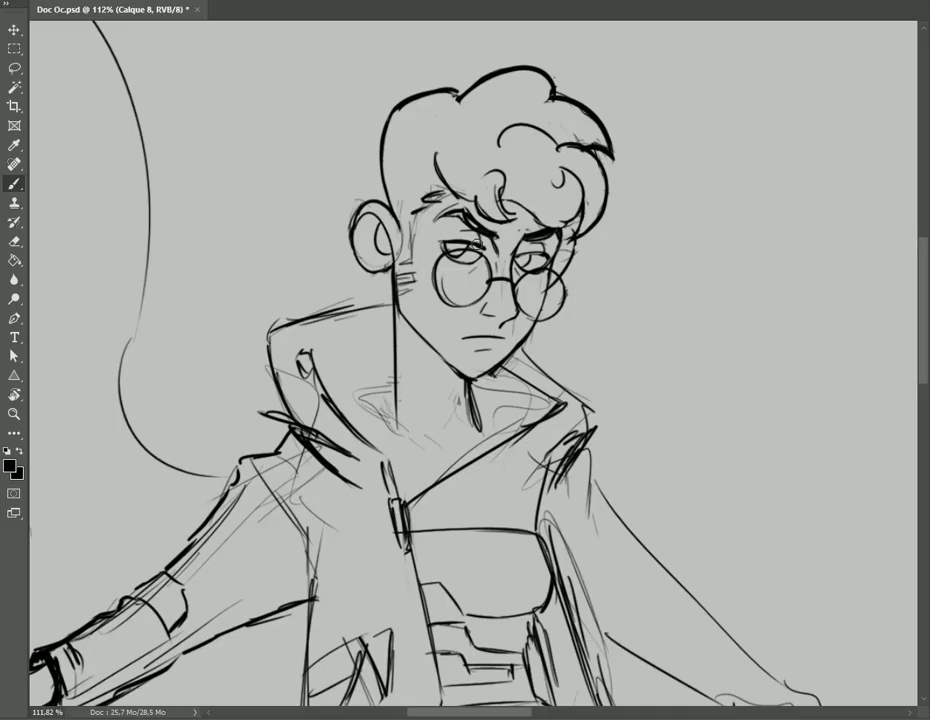 Doc Oc.psd @ 112% (Calque 8, RVB/8) *
111,82 %
Doc : 25,7 Mo/28,5 Mo